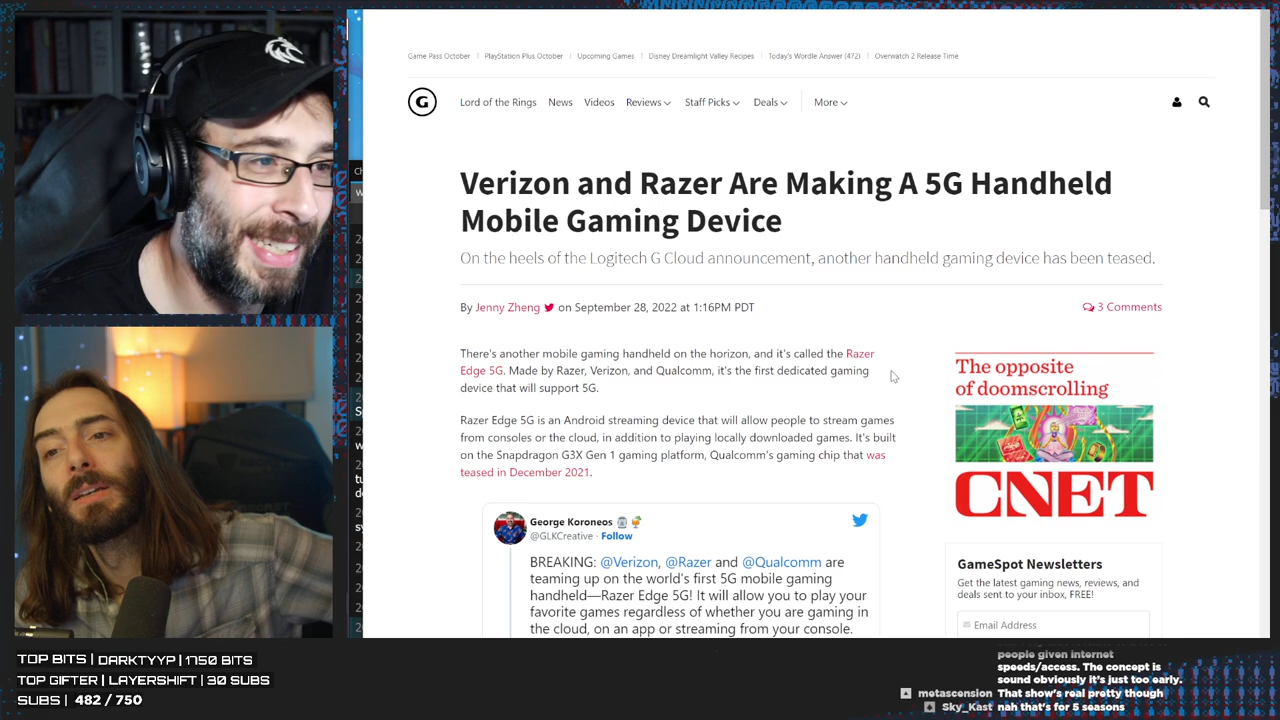 Game Pass October
PlayStation Plus October
Upcoming Games
Disney Dreamlight Valley Recipes
Today's Wordle Answer (472)
Overwatch 2 Release Time
G
Lord of the Rings
News
Videos
Reviews
Staff Picks
Deals
More
Verizon and Razer Are Making A 5G Handheld
Mobile Gaming Device
On the heels of the Logitech G Cloud announcement, another handheld gaming device has been teased.
By Jenny Zheng on September 28, 2022 at 1:16PM PDT
3 Comments
There's another mobile gaming handheld on the horizon, and it's called the Razer
Edge 5G. Made by Razer, Verizon, and Qualcomm, it's the first dedicated gaming
device that will support 5G.
Razer Edge 5G is an Android streaming device that will allow people to stream games
from consoles or the cloud, in addition to playing locally downloaded games. It's built
on the Snapdragon G3X Gen 1 gaming platform, Qualcomm's gaming chip that was
teased in December 2021.
George Koroneos
@GLKCreative · Follow
BREAKING: @Verizon, @Razer and @Qualcomm are
teaming up on the world's first 5G mobile gaming
handheld—Razer Edge 5G! It will allow you to play your
favorite games regardless of whether you are gaming in
the cloud, on an app or streaming from your console.
The opposite
of doomscrolling
CNET
GameSpot Newsletters
Get the latest gaming news, reviews, and
deals sent to your inbox, FREE!
Email Address
TOP BITS | DARKTYYP | 1750 BITS
TOP GIFTER | LAYERSHIFT | 30 SUBS
SUBS | 482 / 750
people given internet
speeds/access. The concept is
sound obviously it's just too early.
metascension That show's real pretty though
Sky_Kast nah that's for 5 seasons